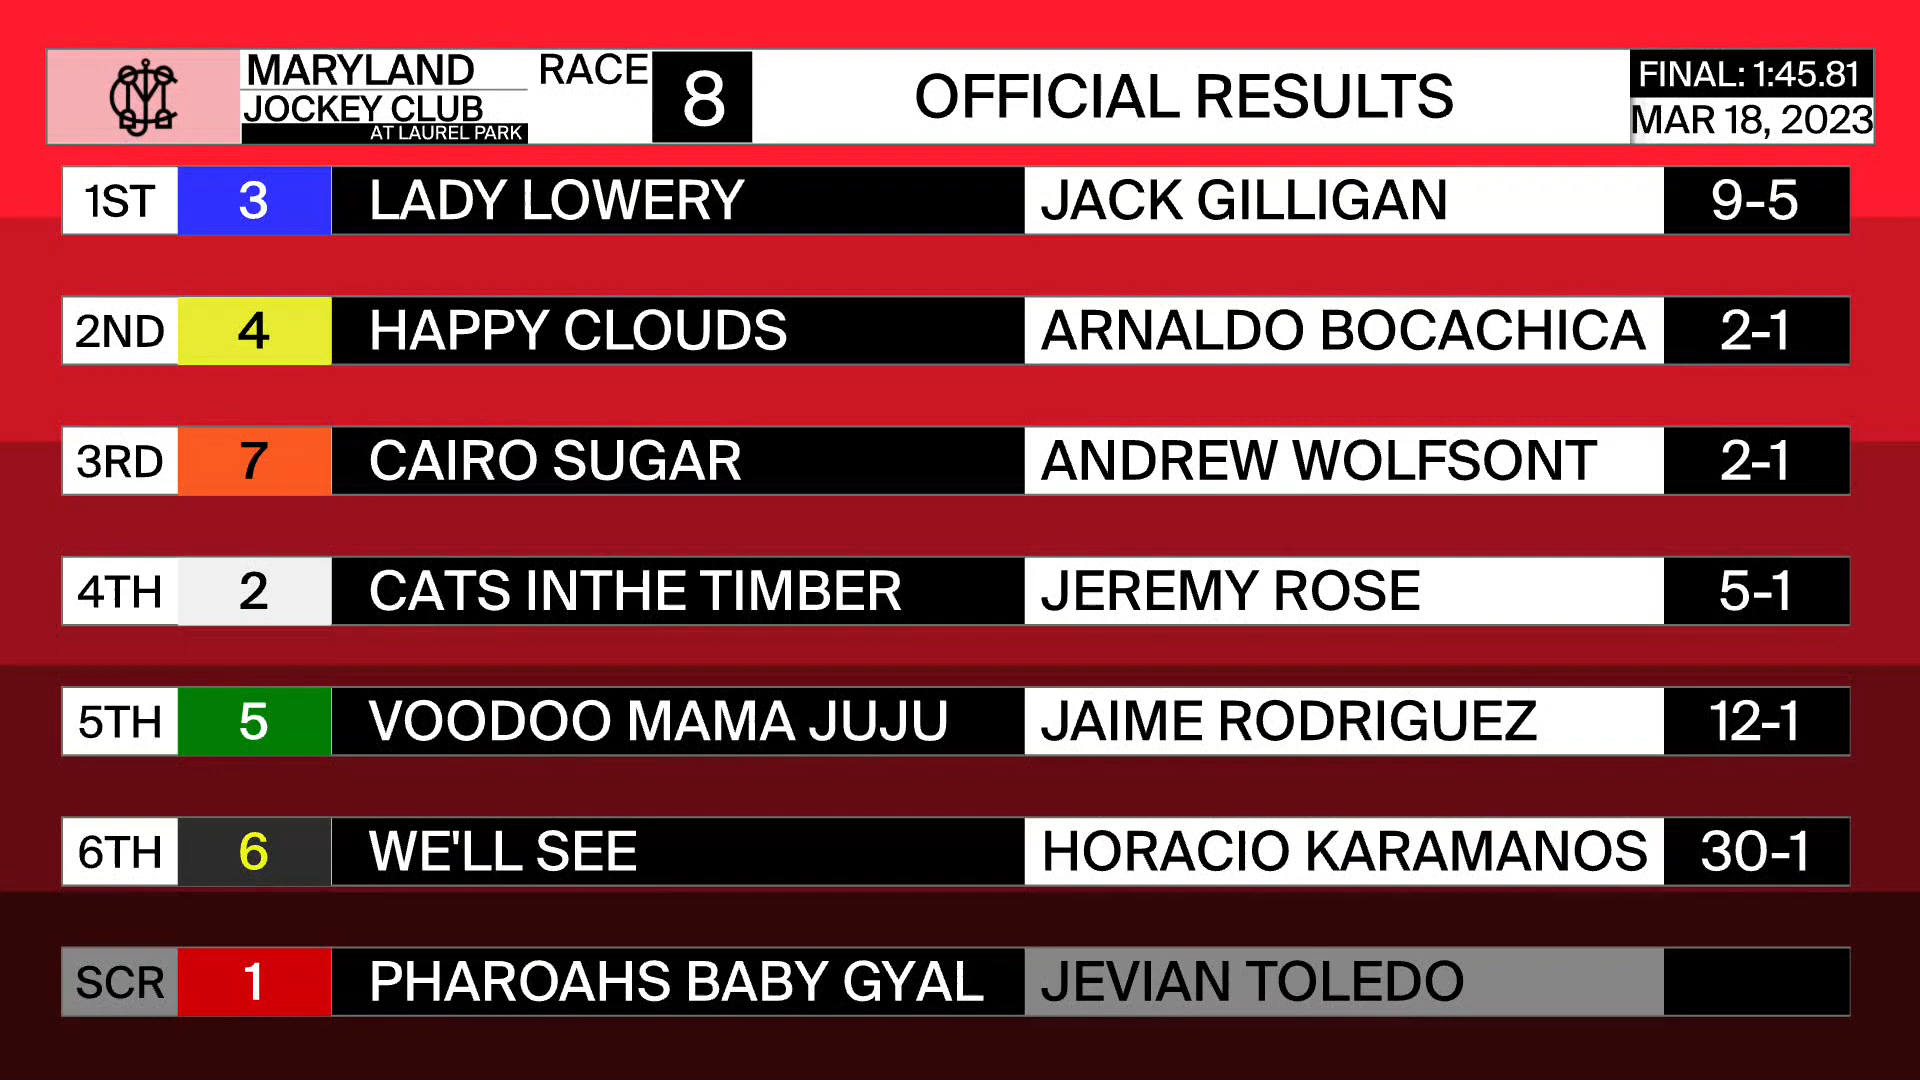 MARYLAND
JOCKEY CLUB
AT LAUREL PARK
RACE 8
OFFICIAL RESULTS
FINAL: 1:45.81
MAR 18, 2023
1ST 3 LADY LOWERY JACK GILLIGAN 9-5
2ND 4 HAPPY CLOUDS ARNALDO BOCACHICA 2-1
3RD 7 CAIRO SUGAR ANDREW WOLFSONT 2-1
4TH 2 CATS INTHE TIMBER JEREMY ROSE 5-1
5TH 5 VOODOO MAMA JUJU JAIME RODRIGUEZ 12-1
6TH 6 WE'LL SEE HORACIO KARAMANOS 30-1
SCR 1 PHAROAHS BABY GYAL JEVIAN TOLEDO